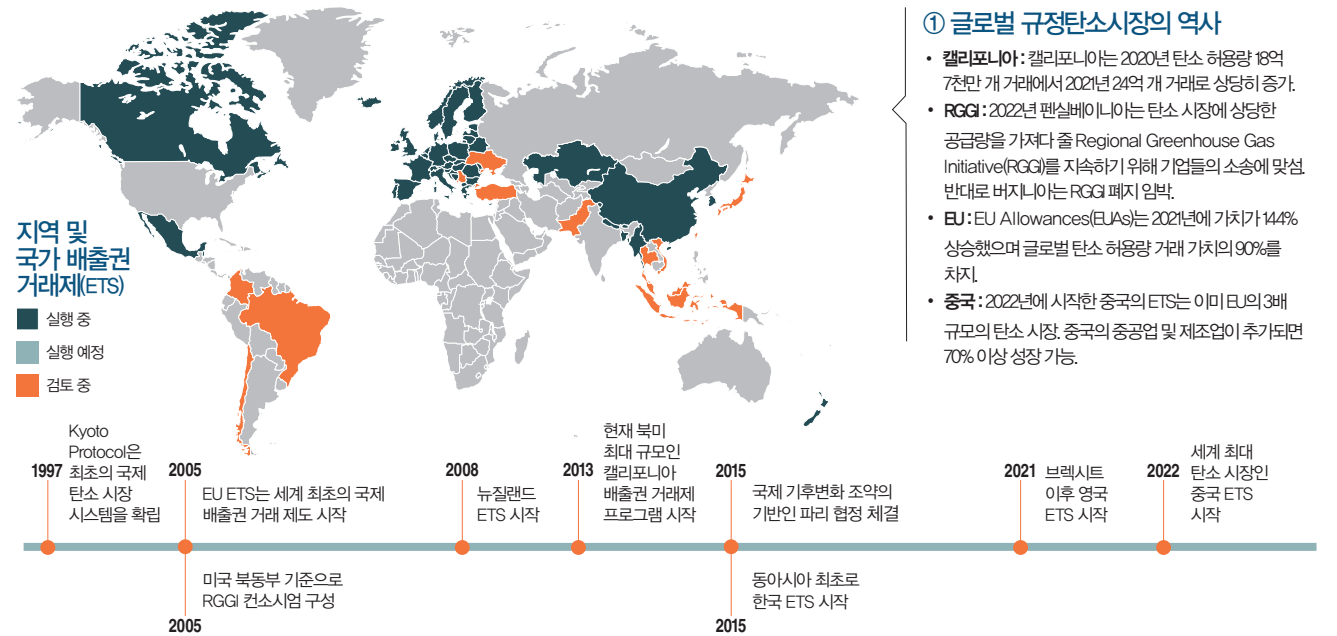 ① 글로벌 규정탄소시장의 역사
• 캘리포니아 : 캘리포니아는 2020년 탄소 허용량 18억
7천만 개 거래에서 2021년 24억 개 거래로 상당히 증가.
• RGGI : 2022년 펜실베이니아는 탄소 시장에 상당한
공급량을 가져다 줄 Regional Greenhouse Gas
Initiative(RGGI)를 지속하기 위해 기업들의 소송에 맞섬.
반대로 버지니아는 RGGI 폐지 임박.
• EU : EU Allowances(EUAs)는 2021년에 가치가 144%
상승했으며 글로벌 탄소 허용량 거래 가치의 90%를
차지.
• 중국 : 2022년에 시작한 중국의 ETS는 이미 EU의 3배
규모의 탄소 시장. 중국의 중공업 및 제조업이 추가되면
70% 이상 성장 가능.
지역 및
국가 배출권
거래제(ETS)
실행 중
실행 예정
검토 중
1997
Kyoto
Protocol은
최초의 국제
탄소 시장
시스템을 확립
2005
EU ETS는 세계 최초의 국제
배출권 거래 제도 시작
미국 북동부 기준으로
RGGI 컨소시엄 구성
2005
2008
뉴질랜드
ETS 시작
2013
현재 북미
최대 규모인
캘리포니아
배출권 거래제
프로그램 시작
2015
국제 기후변화 조약의
기반인 파리 협정 체결
동아시아 최초로
한국 ETS 시작
2015
2021
브렉시트
이후 영국
ETS 시작
2022
세계 최대
탄소 시장인
중국 ETS
시작